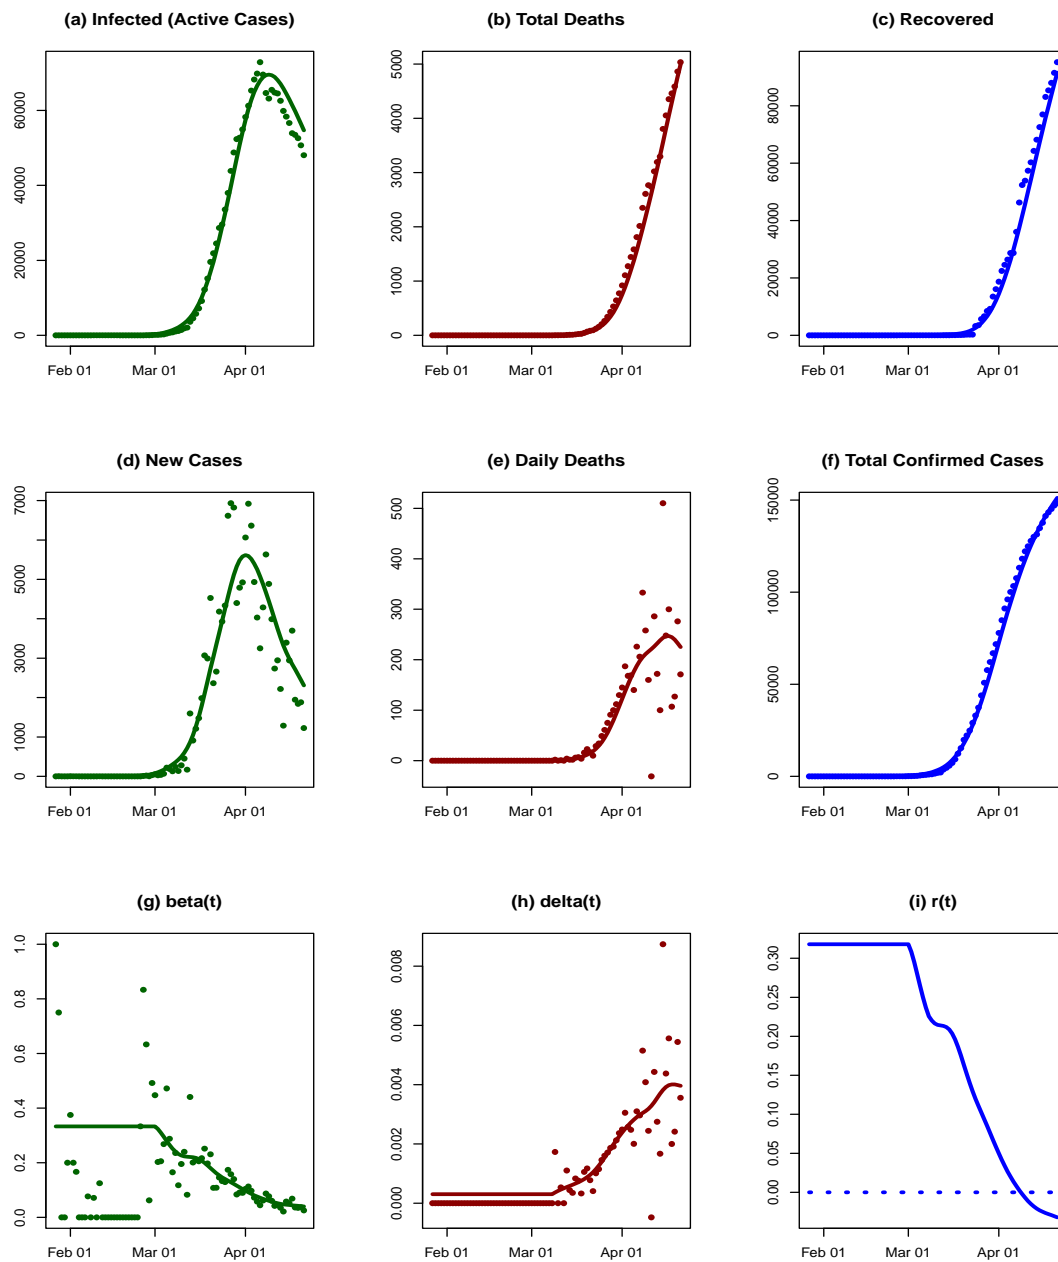 (a) Infected (Active Cases)
(b) Total Deaths
(c) Recovered
0
20000
40000
60000
Feb 01 Mar 01 Apr 01
0
1000
2000
3000
4000
5000
Feb 01 Mar 01 Apr 01
0
20000
40000
60000
80000
Feb 01 Mar 01 Apr 01
(d) New Cases
(e) Daily Deaths
(f) Total Confirmed Cases
0
1000
3000
5000
7000
Feb 01 Mar 01 Apr 01
0
100
200
300
400
500
Feb 01 Mar 01 Apr 01
0
50000
100000
150000
Feb 01 Mar 01 Apr 01
(g) beta(t)
(h) delta(t)
(i) r(t)
0.0
0.2
0.4
0.6
0.8
1.0
Feb 01 Mar 01 Apr 01
0.000
0.002
0.004
0.006
0.008
Feb 01 Mar 01 Apr 01
0.00
0.05
0.10
0.15
0.20
0.25
0.30
Feb 01 Mar 01 Apr 01